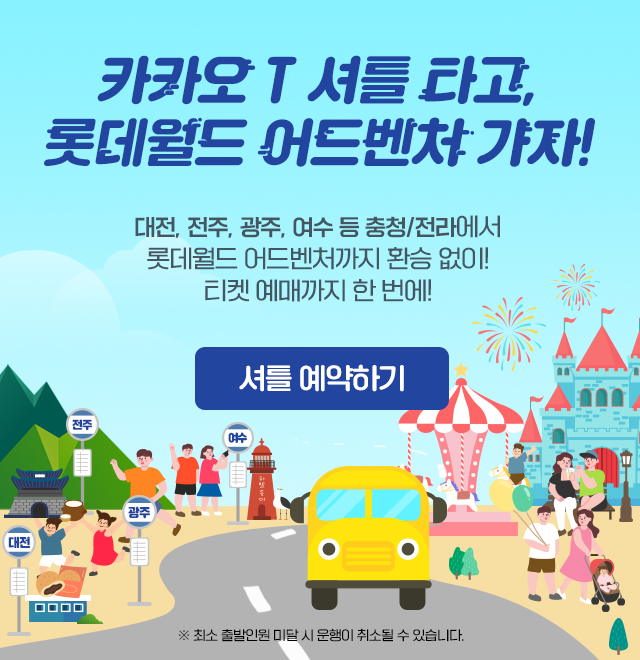 카카오 T 셔틀 타고,
롯데월드 어드벤처 가자!
대전, 전주, 광주, 여수 등 충청/전라에서
롯데월드 어드벤처까지 환승 없이!
티켓 예매까지 한 번에!
셔틀 예약하기
전주
여수
광주
대전
※ 최소 출발인원 미달 시 운행이 취소될 수 있습니다.